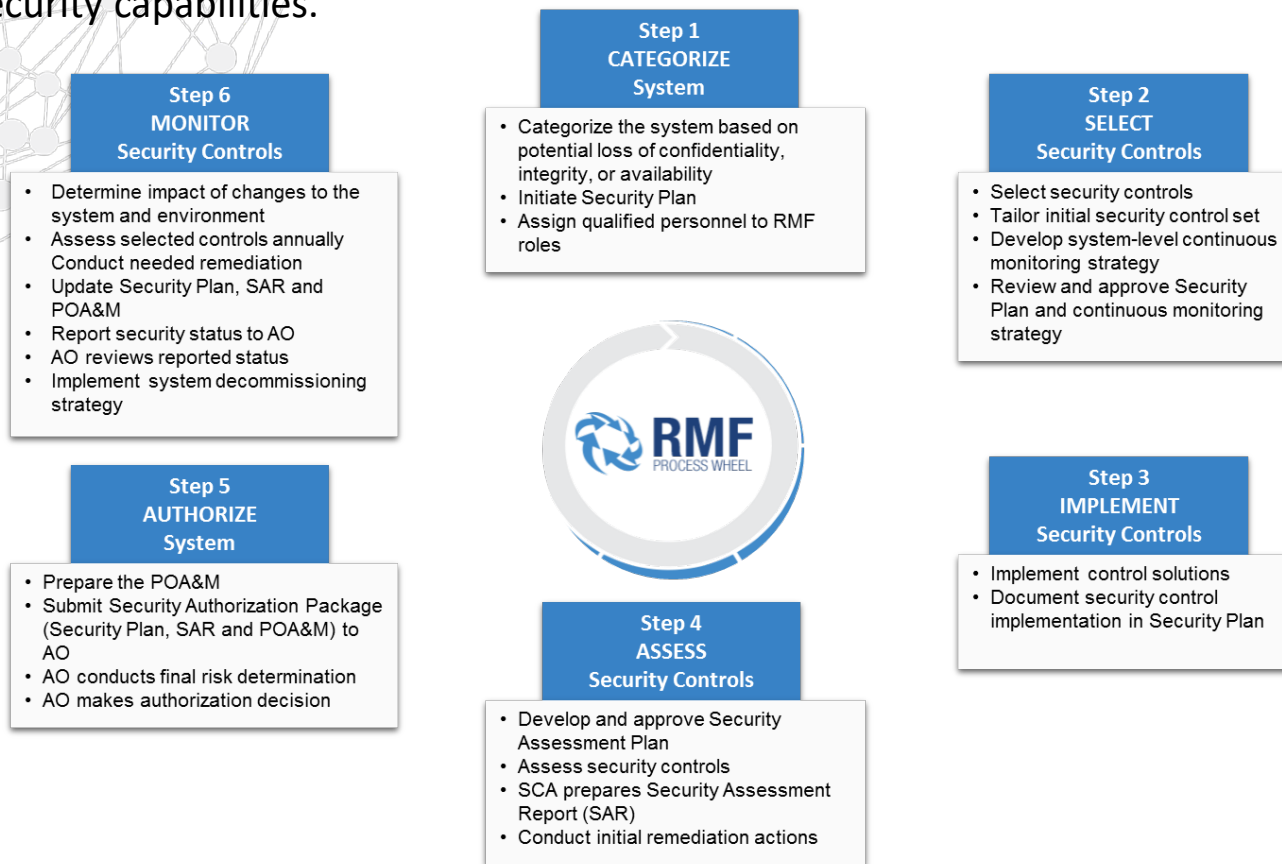 ecurity capabilities.
Step 1
CATEGORIZE
System
• Categorize the system based on
potential loss of confidentiality,
integrity, or availability
• Initiate Security Plan
• Assign qualified personnel to RMF
roles
Step 2
SELECT
Security Controls
• Select security controls
• Tailor initial security control set
• Develop system-level continuous
monitoring strategy
• Review and approve Security
Plan and continuous monitoring
strategy
Step 3
IMPLEMENT
Security Controls
• Implement control solutions
• Document security control
implementation in Security Plan
Step 4
ASSESS
Security Controls
• Develop and approve Security
Assessment Plan
• Assess security controls
• SCA prepares Security Assessment
Report (SAR)
• Conduct initial remediation actions
Step 5
AUTHORIZE
System
• Prepare the POA&M
• Submit Security Authorization Package
(Security Plan, SAR and POA&M) to
AO
• AO conducts final risk determination
• AO makes authorization decision
Step 6
MONITOR
Security Controls
• Determine impact of changes to the
system and environment
• Assess selected controls annually
Conduct needed remediation
• Update Security Plan, SAR and
POA&M
• Report security status to AO
• AO reviews reported status
• Implement system decommissioning
strategy
RMF
PROCESS WHEEL